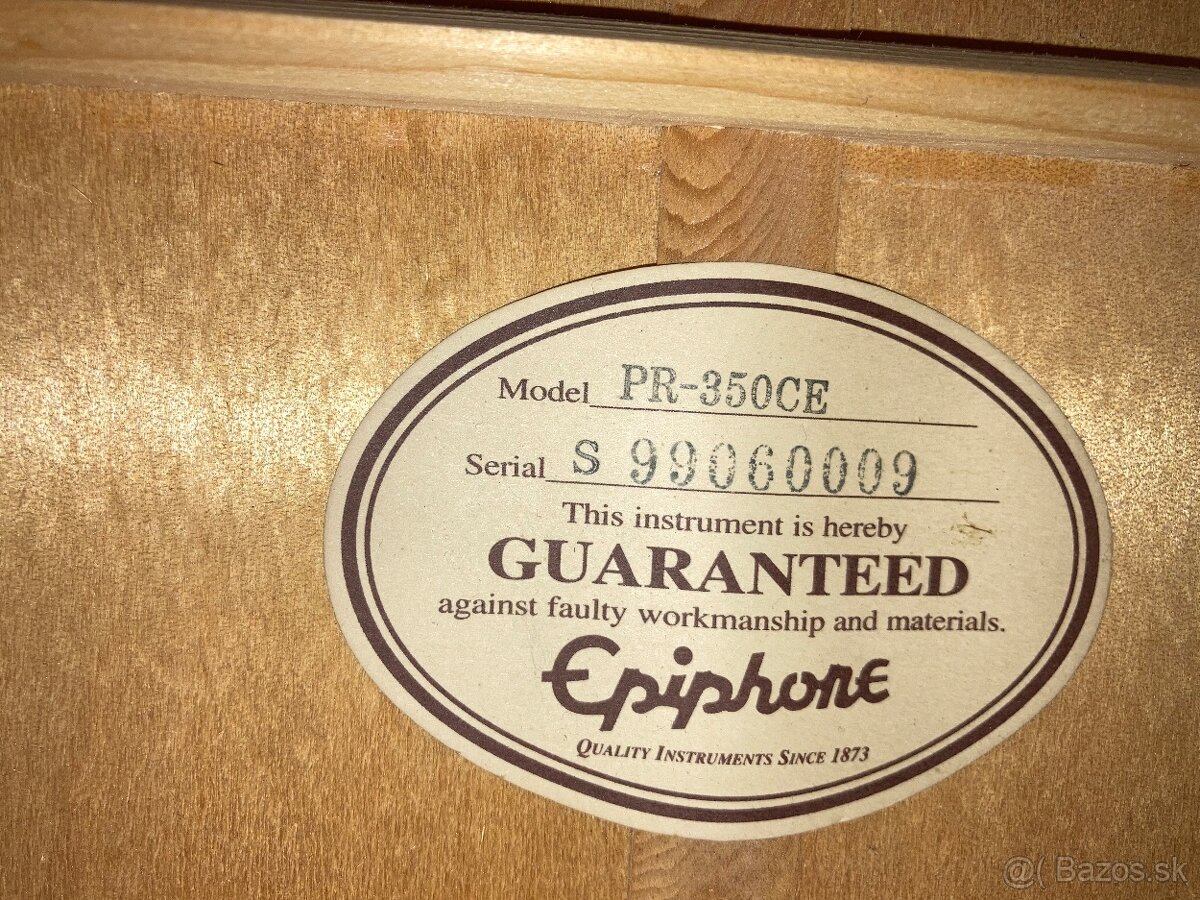 Model PR-350CE
Serial S 99060009
This instrument is hereby
GUARANTEED
against faulty workmanship and materials.
Epiphone
QUALITY INSTRUMENTS SINCE 1873
@( Bazos.sk